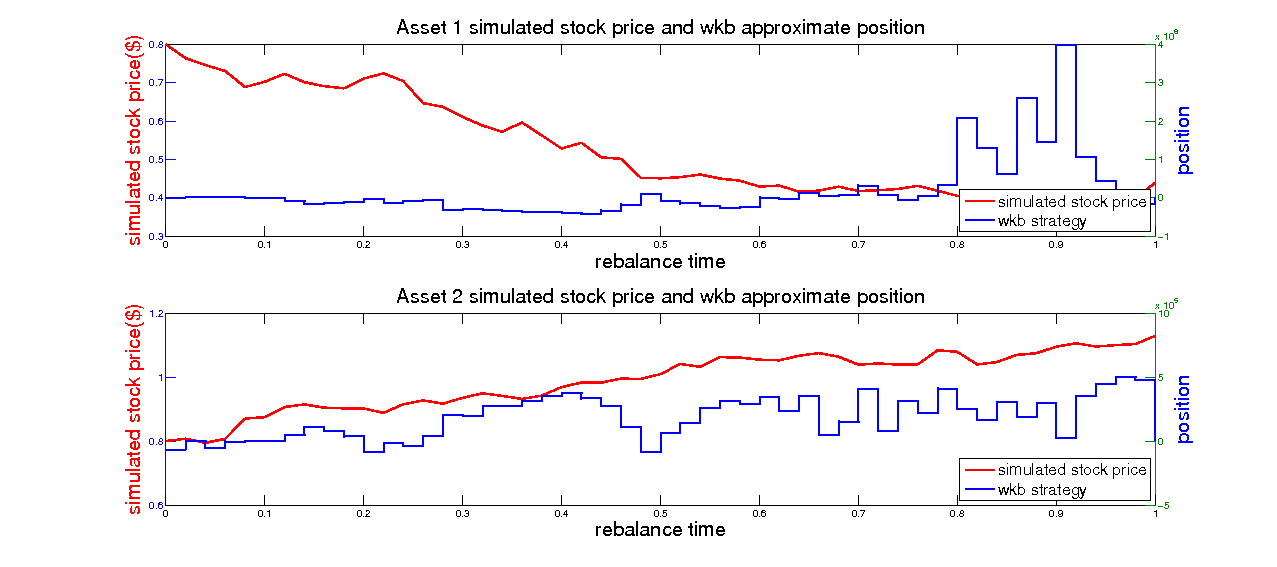 Asset 1 simulated stock price and wkb approximate position
simulated stock price($)
0.8
0.7
0.6
0.5
0.4
0.3
4
3
2
1
0
−1
position
simulated stock price
wkb strategy
0 0.1 0.2 0.3 0.4 0.5 0.6 0.7 0.8 0.9 1
rebalance time
Asset 2 simulated stock price and wkb approximate position
simulated stock price($)
1.2
1
0.8
0.6
10
5
0
−5
position
simulated stock price
wkb strategy
0 0.1 0.2 0.3 0.4 0.5 0.6 0.7 0.8 0.9 1
rebalance time